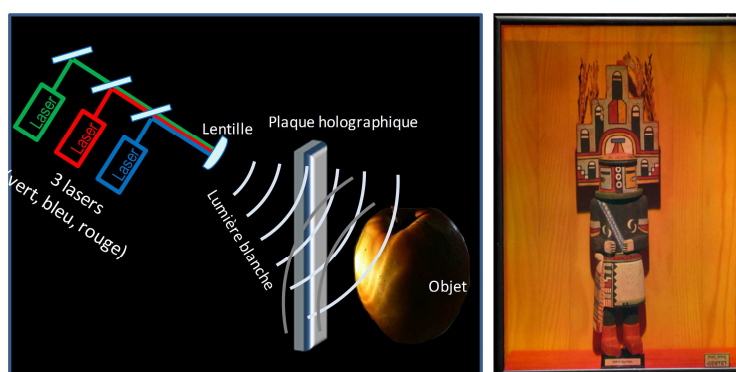 Laser
Laser
Laser
3 lasers
(vert, bleu, rouge)
Lentille
Plaque holographique
Lumière blanche
Objet